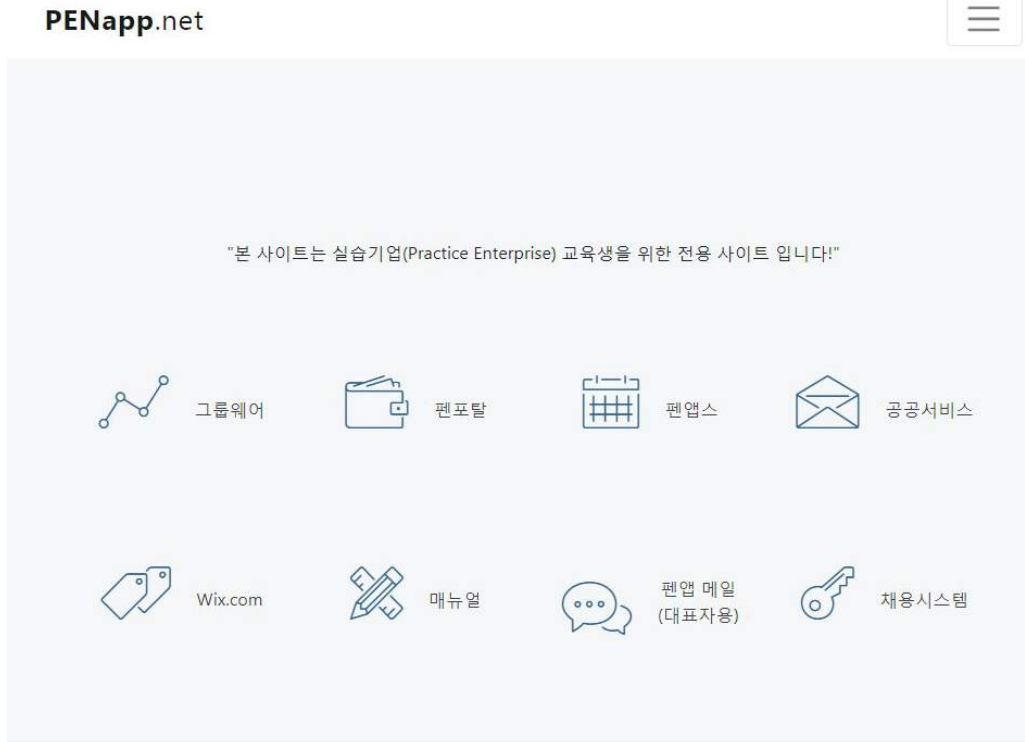 PENapp.net
"본 사이트는 실습기업(Practice Enterprise) 교육생을 위한 전용 사이트 입니다!"
그룹웨어
펜포탈
펜앱스
공공서비스
Wix.com
매뉴얼
펜앱 메일
(대표자용)
채용시스템